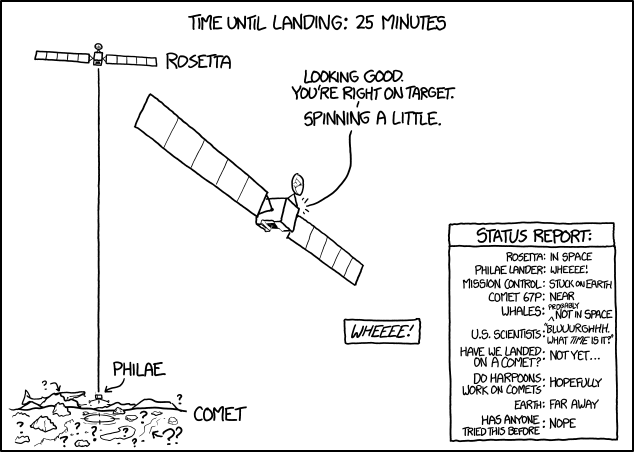 TIME UNTIL LANDING: 25 MINUTES
ROSETTA
LOOKING GOOD.
YOU'RE RIGHT ON TARGET.
SPINNING A LITTLE.
WHEEEE!
PHILAE
COMET
? ? ? ? ? ? ? ? ??
STATUS REPORT:
ROSETTA: IN SPACE
PHILAE LANDER: WHEEEE!
MISSION CONTROL: STUCK ON EARTH
COMET 67P: NEAR
PROBABLY
WHALES: ^NOT IN SPACE
U.S. SCIENTISTS: "BLUUURGHHH.
WHAT TIME IS IT?"
HAVE WE LANDED
ON A COMET?: NOT YET...
DO HARPOONS
WORK ON COMETS: HOPEFULLY
EARTH: FAR AWAY
HAS ANYONE
TRIED THIS BEFORE: NOPE